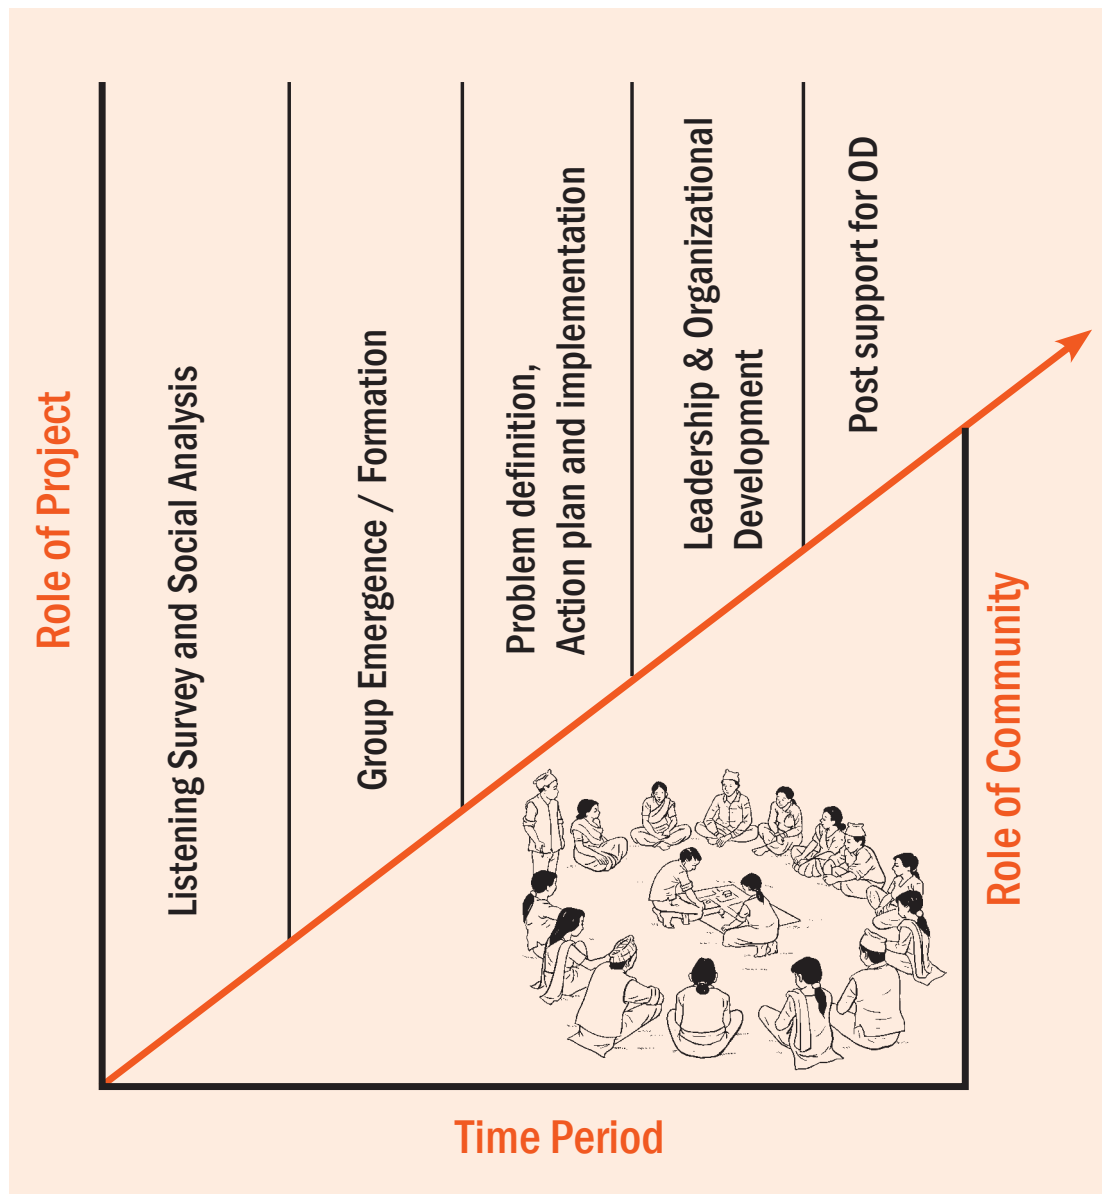 Role of Project
Listening Survey and Social Analysis
Group Emergence / Formation
Problem definition,
Action plan and implementation
Leadership & Organizational
Development
Post support for OD
Role of Community
Time Period